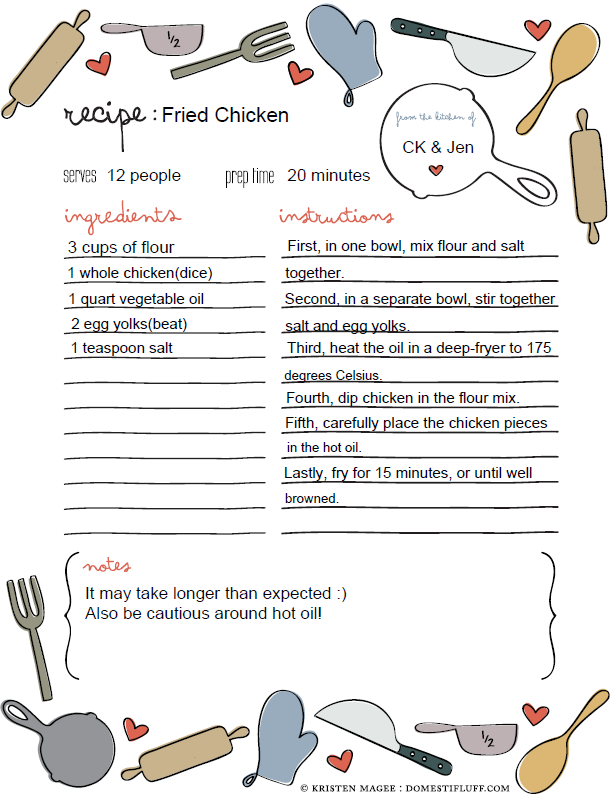 1/2
recipe : Fried Chicken
from the kitchen of
CK & Jen
serves 12 people
prep time 20 minutes
ingredients
3 cups of flour
1 whole chicken(dice)
1 quart vegetable oil
2 egg yolks(beat)
1 teaspoon salt
instructions
First, in one bowl, mix flour and salt
together.
Second, in a separate bowl, stir together
salt and egg yolks.
Third, heat the oil in a deep-fryer to 175
degrees Celsius.
Fourth, dip chicken in the flour mix.
Fifth, carefully place the chicken pieces
in the hot oil.
Lastly, fry for 15 minutes, or until well
browned.
notes
It may take longer than expected :)
Also be cautious around hot oil!
1/2
© KRISTEN MAGEE : DOMESTIFLUFF.COM